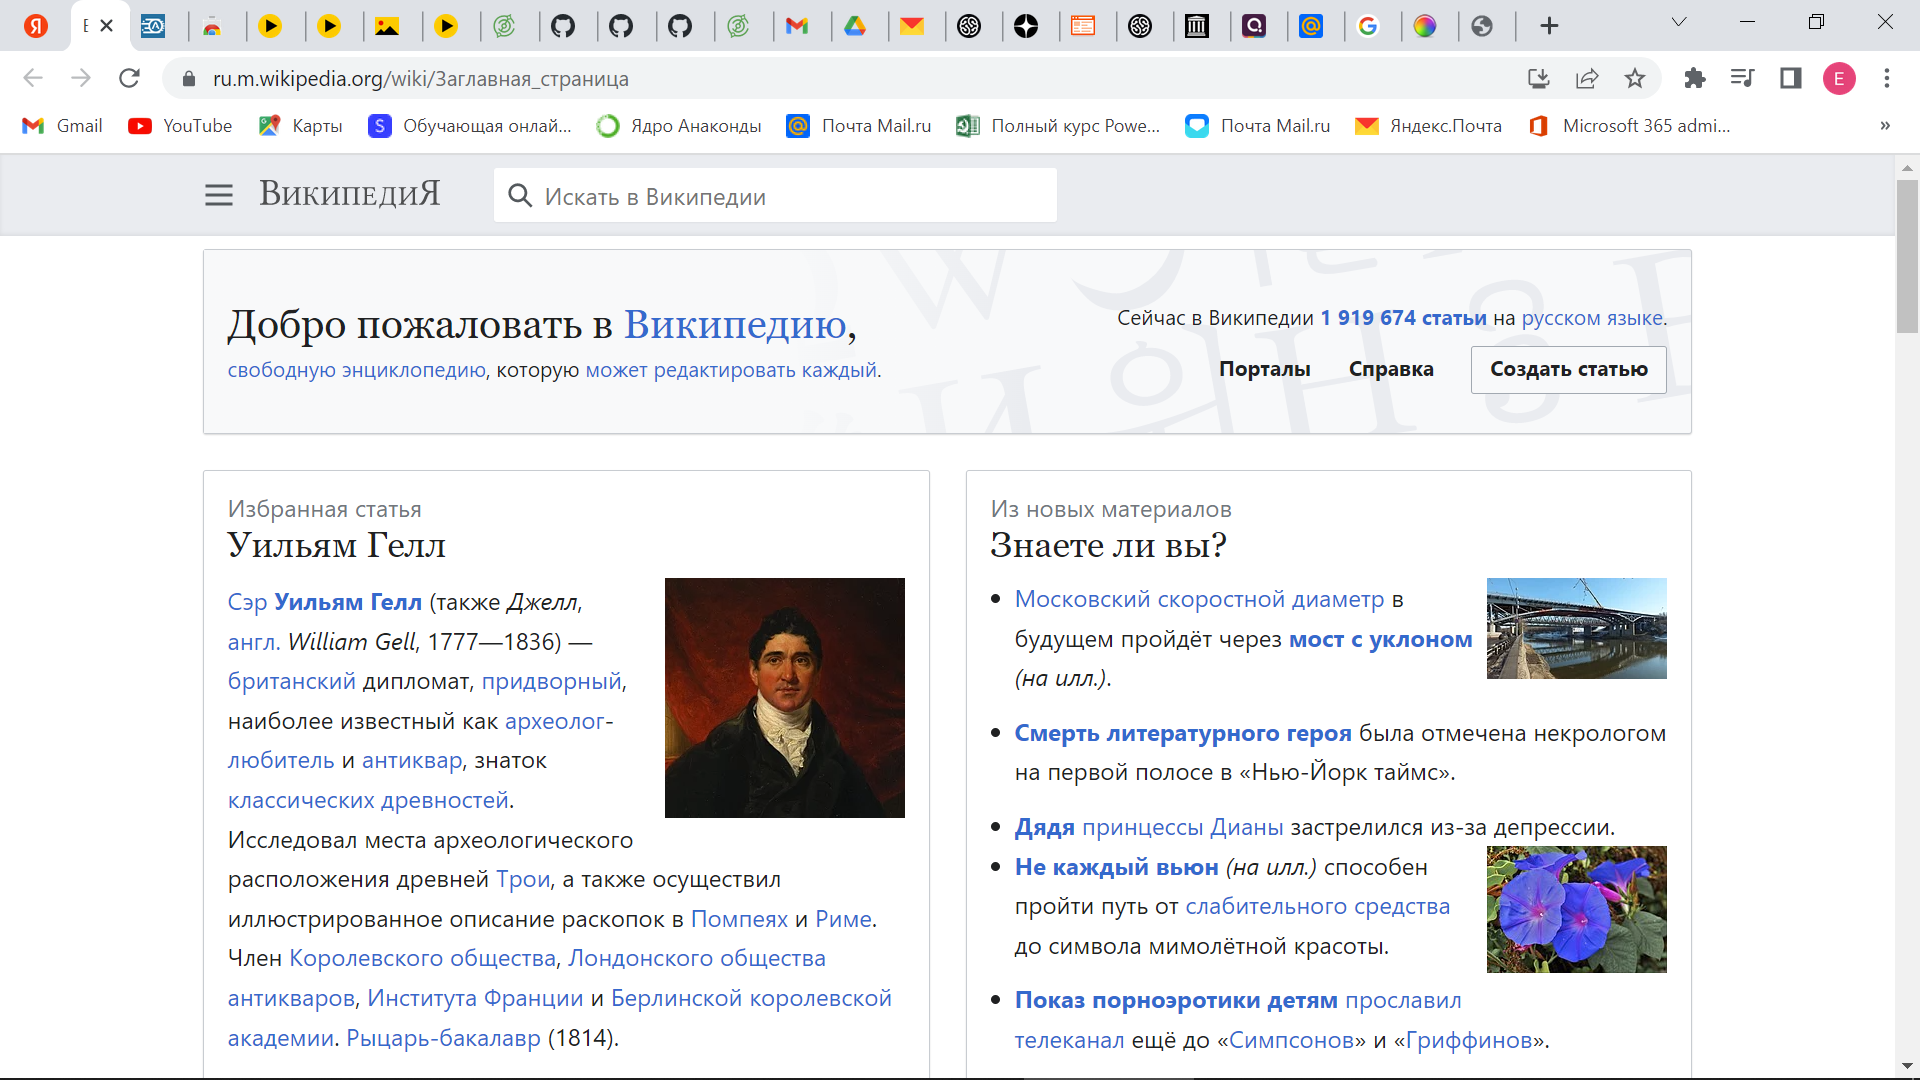 Я
В
ru.m.wikipedia.org/wiki/Заглавная_страница
E
Gmail
YouTube
Карты
S
Обучающая онлай...
Ядро Анаконды
Почта Mail.ru
Полный курс Powe...
Почта Mail.ru
Яндекс.Почта
Microsoft 365 admi...
»
ВИКИПЕДИЯ
Искать в Википедии
Добро пожаловать в Википедию,
свободную энциклопедию, которую может редактировать каждый.
Сейчас в Википедии 1 919 674 статьи на русском языке.
Порталы Справка Создать статью
Избранная статья
Уильям Гелл
Сэр Уильям Гелл (также Джелл,
англ. William Gell, 1777—1836) —
британский дипломат, придворный,
наиболее известный как археолог-
любитель и антиквар, знаток
классических древностей.
Исследовал места археологического
расположения древней Трои, а также осуществил
иллюстрированное описание раскопок в Помпеях и Риме.
Член Королевского общества, Лондонского общества
антикваров, Института Франции и Берлинской королевской
академии. Рыцарь-бакалавр (1814).
Из новых материалов
Знаете ли вы?
Московский скоростной диаметр в
будущем пройдёт через мост с уклоном
(на илл.).
Смерть литературного героя была отмечена некрологом
на первой полосе в «Нью-Йорк таймс».
Дядя принцессы Дианы застрелился из-за депрессии.
Не каждый вьюн (на илл.) способен
пройти путь от слабительного средства
до символа мимолётной красоты.
Показ порноэротики детям прославил
телеканал ещё до «Симпсонов» и «Гриффинов».